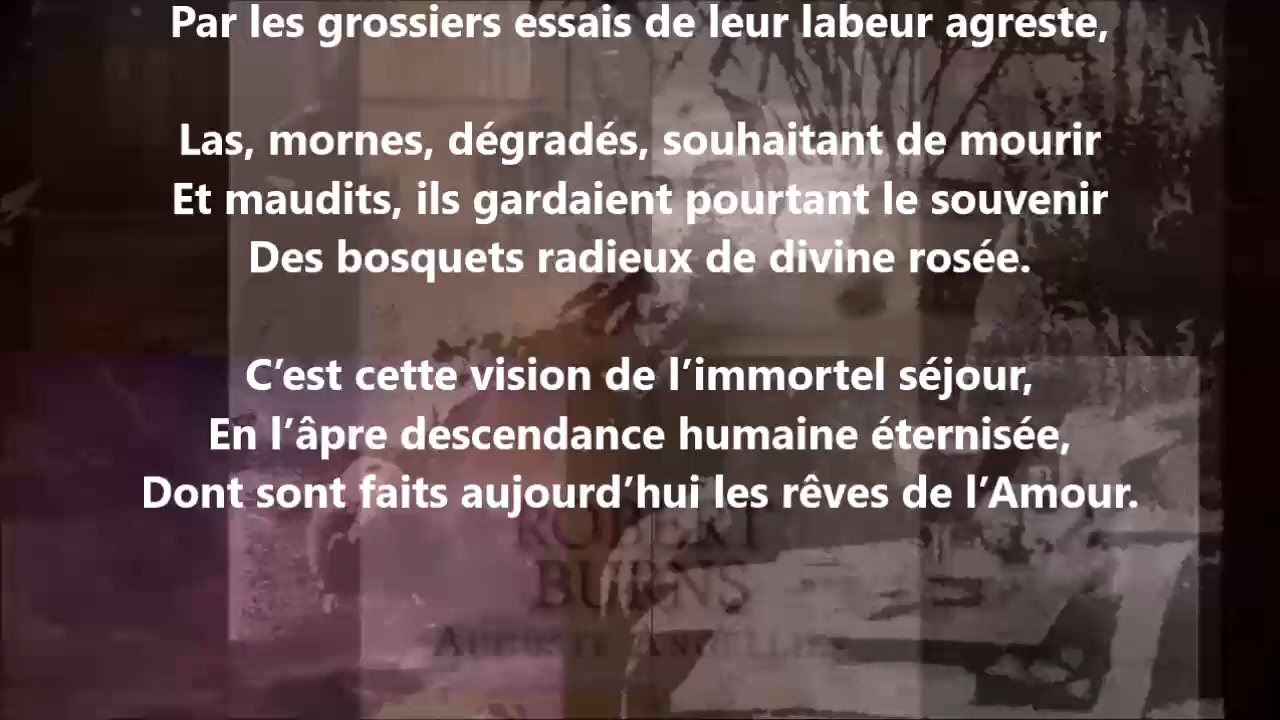 Par les grossiers essais de leur labeur agreste,
Las, mornes, dégradés, souhaitant de mourir
Et maudits, ils gardaient pourtant le souvenir
Des bosquets radieux de divine rosée.
C’est cette vision de l’immortel séjour,
En l’âpre descendance humaine éternisée,
Dont sont faits aujourd’hui les rêves de l’Amour.
ROBERT
BURNS